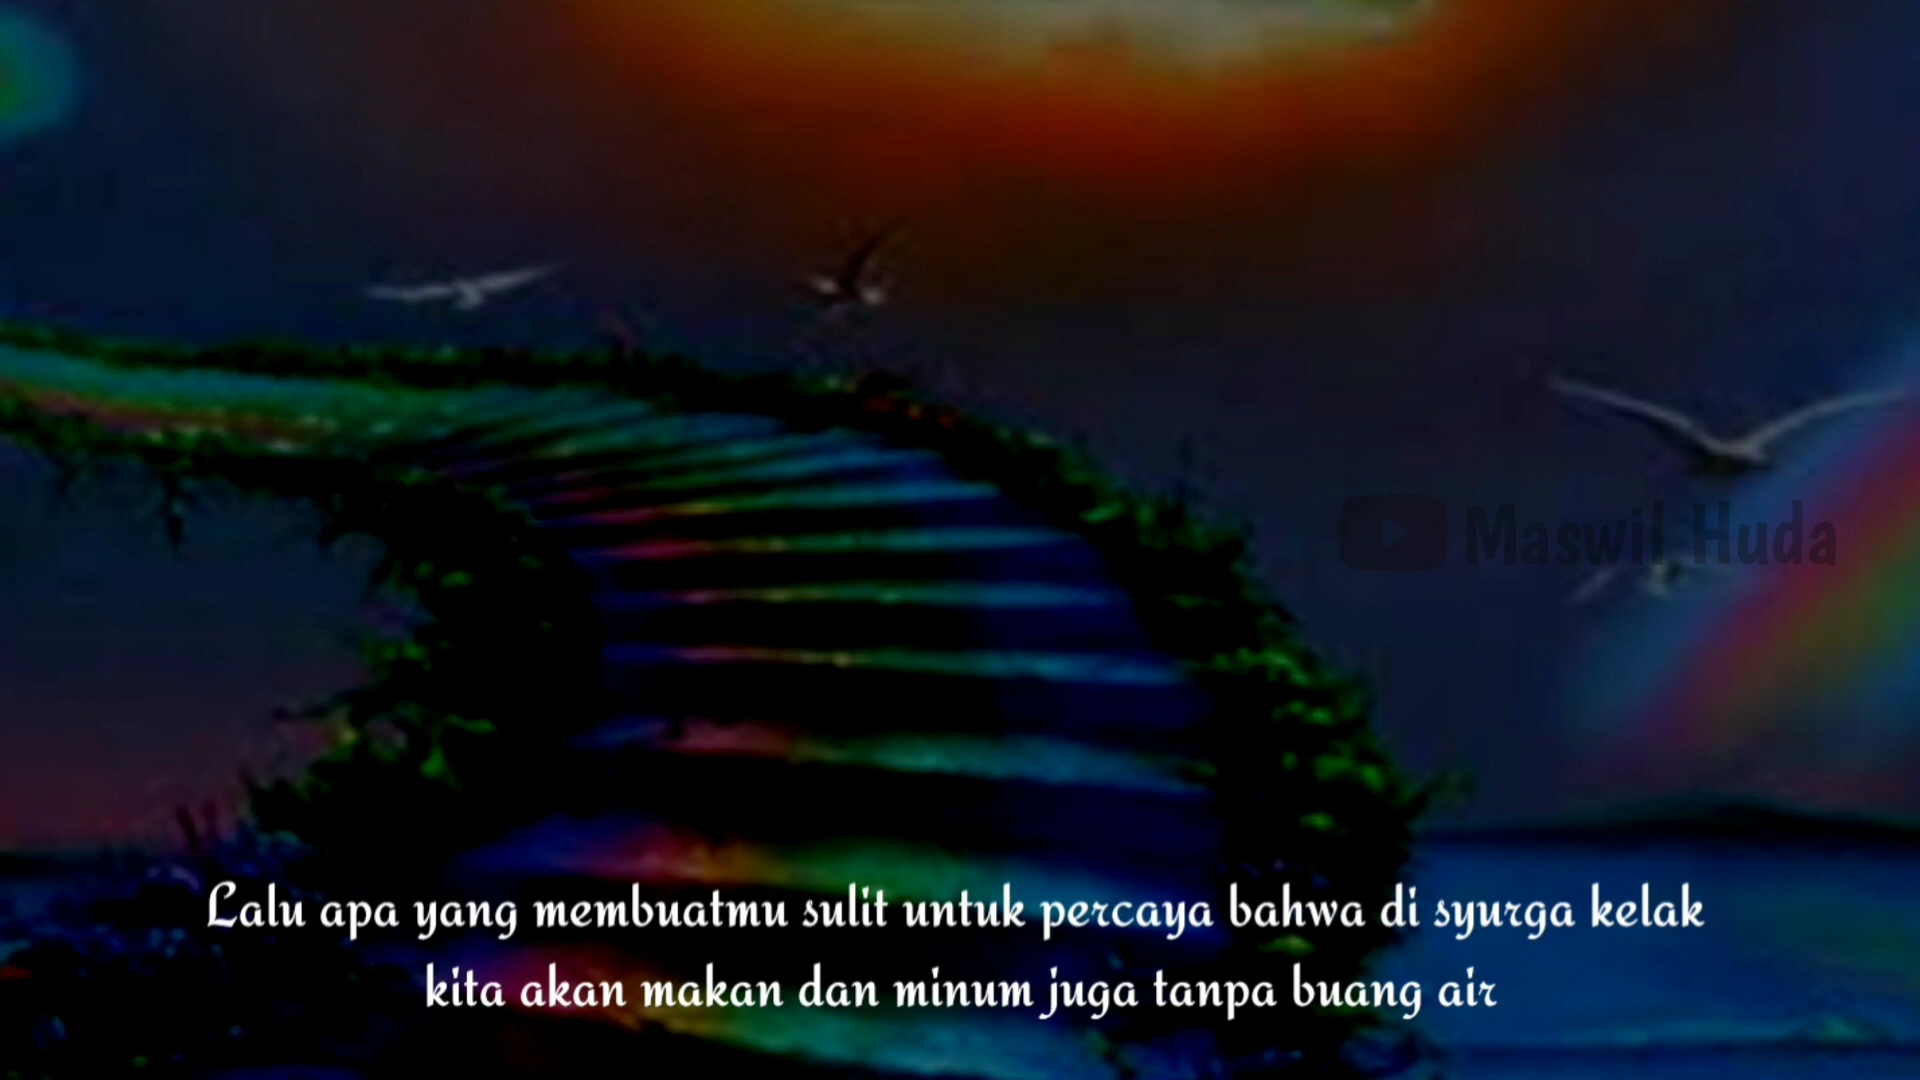 Maswil Huda
Lalu apa yang membuatmu sulit untuk percaya bahwa di syurga kelak
kita akan makan dan minum juga tanpa buang air